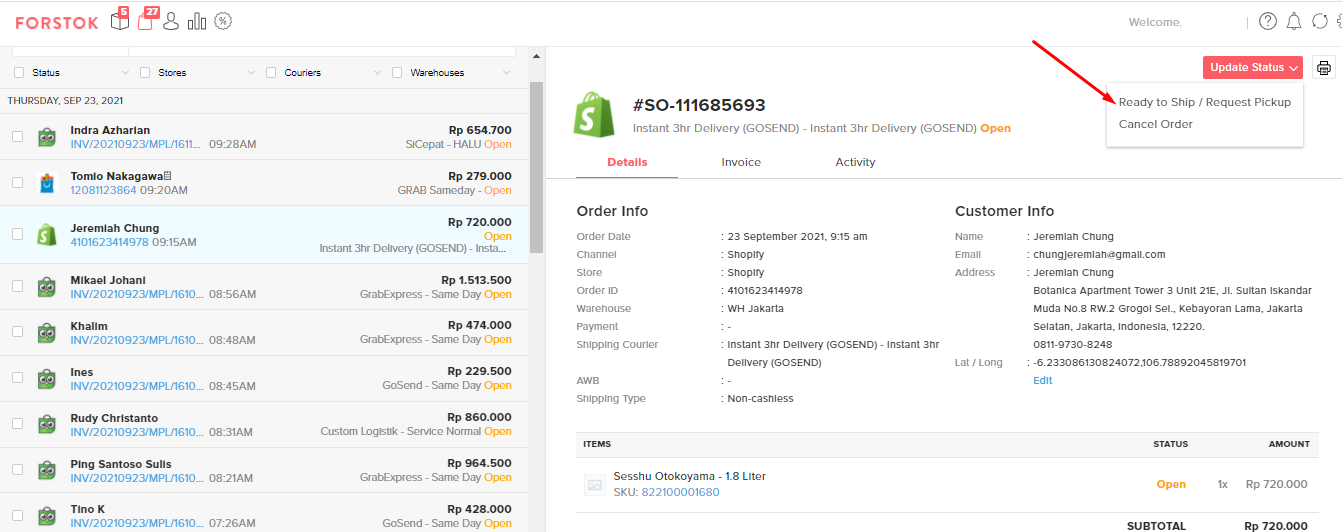 FORSTOK
5
27
Welcome,
Status
Stores
Couriers
Warehouses
THURSDAY, SEP 23, 2021
Indra Azharian
Rp 654.700
INV/20210923/MPL/1611... 09:28AM
SiCepat - HALU Open
Tomio Nakagawa
Rp 279.000
12081123864 09:20AM
GRAB Sameday - Open
Jeremiah Chung
Rp 720.000
Open
4101623414978 09:15AM
Instant 3hr Delivery (GOSEND) - Insta...
Mikael Johani
Rp 1.513.500
INV/20210923/MPL/1610... 08:56AM
GrabExpress - Same Day Open
Khalim
Rp 474.000
INV/20210923/MPL/1610... 08:48AM
GrabExpress - Same Day Open
Ines
Rp 229.500
INV/20210923/MPL/1610... 08:45AM
GoSend - Same Day Open
Rudy Christanto
Rp 860.000
INV/20210923/MPL/1610... 08:31AM
Custom Logistik - Service Normal Open
Ping Santoso Sulis
Rp 964.500
INV/20210923/MPL/1610... 08:21AM
GrabExpress - Same Day Open
Tino K
Rp 428.000
INV/20210923/MPL/1610... 07:26AM
GoSend - Same Day Open
Update Status
Ready to Ship / Request Pickup
Cancel Order
#SO-111685693
Instant 3hr Delivery (GOSEND) - Instant 3hr Delivery (GOSEND) Open
Details
Invoice
Activity
Order Info
Order Date : 23 September 2021, 9:15 am
Channel : Shopify
Store : Shopify
Order ID : 4101623414978
Warehouse : WH Jakarta
Payment : -
Shipping Courier : Instant 3hr Delivery (GOSEND) - Instant 3hr
Delivery (GOSEND)
AWB : -
Shipping Type : Non-cashless
Customer Info
Name : Jeremiah Chung
Email : chungjeremiah@gmail.com
Address : Jeremiah Chung
Botanica Apartment Tower 3 Unit 21E, Jl. Sultan Iskandar
Muda No.8 RW.2 Grogol Sel., Kebayoran Lama, Jakarta
Selatan, Jakarta, Indonesia, 12220.
0811-9730-8248
Lat / Long : -6.233086130824072,106.78892045819701
Edit
ITEMS STATUS AMOUNT
Sesshu Otokoyama - 1.8 Liter
SKU: 822100001680
Open 1x Rp 720.000
SUBTOTAL Rp 720.000